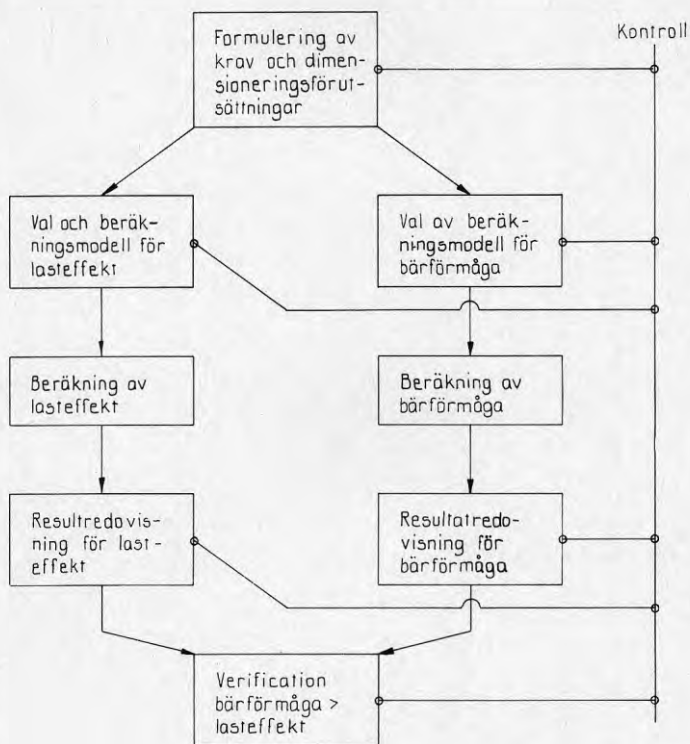 Formulering av
krav och dimen-
sioneringsförut-
sättningar
Kontroll
Val och beräk-
ningsmodell för
lasteffekt
Val av beräk-
ningsmodell för
bärförmåga
Beräkning av
lasteffekt
Beräkning av
bärförmåga
Resultredovis-
ning för last-
effekt
Resultatredo-
visning för
bärförmåga
Verification
bärförmåga >
lasteffekt